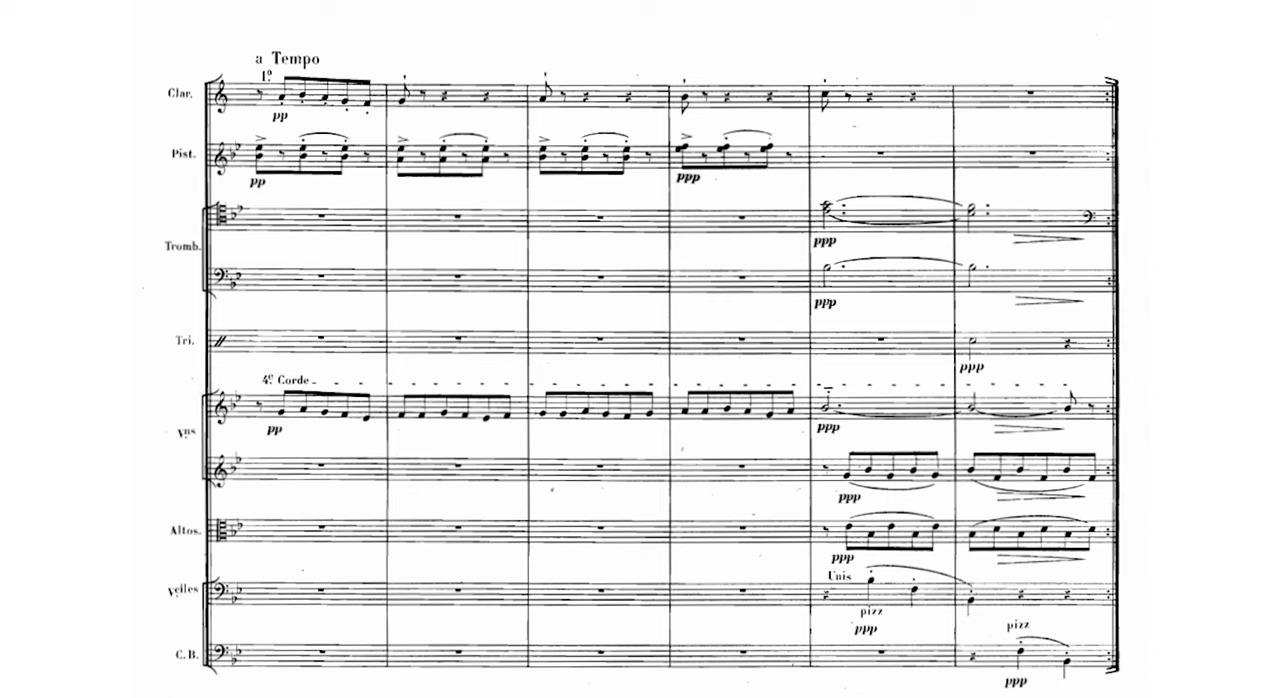 a Tempo
1º
Clar.
pp
Pist.
pp
ppp
Tromb.
ppp
ppp
Tri.
ppp
4e Corde
Vns
pp
ppp
ppp
Altos.
ppp
Velles
Unis
pizz
ppp
C.B.
pizz
ppp